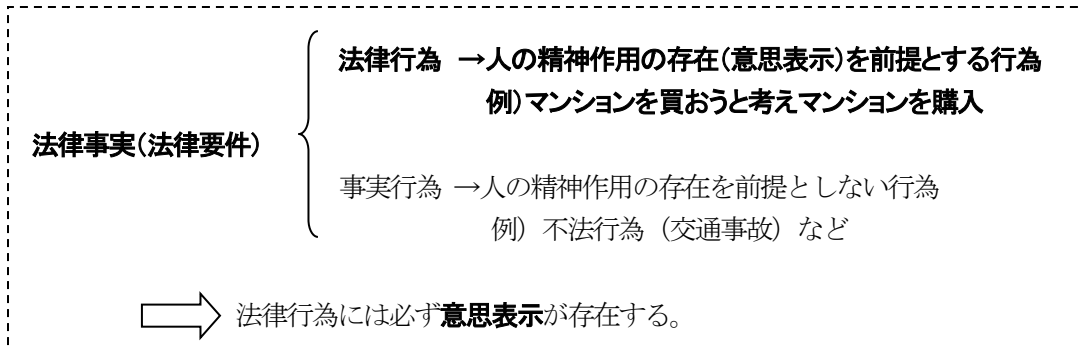 法律行為 →人の精神作用の存在(意思表示)を前提とする行為
例)マンションを買おうと考えマンションを購入
法律事実(法律要件)
事実行為 →人の精神作用の存在を前提としない行為
例)不法行為(交通事故)など
法律行為には必ず意思表示が存在する。